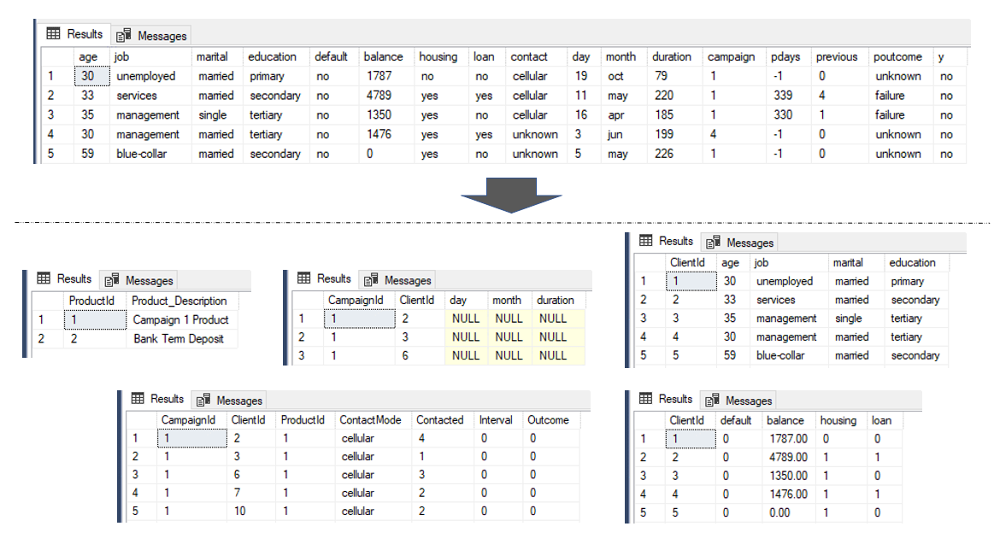 Results Messages
age job marital education default balance housing loan contact day month duration campaign pdays previous poutcome y
1 30 unemployed married primary no 1787 no no cellular 19 oct 79 1 -1 0 unknown no
2 33 services married secondary no 4789 yes yes cellular 11 may 220 1 339 4 failure no
3 35 management single tertiary no 1350 yes no cellular 16 apr 185 1 330 1 failure no
4 30 management married tertiary no 1476 yes yes unknown 3 jun 199 4 -1 0 unknown no
5 59 blue-collar married secondary no 0 yes no unknown 5 may 226 1 -1 0 unknown no
Results Messages
ProductId Product_Description
1 1 Campaign 1 Product
2 2 Bank Term Deposit
Results Messages
CampaignId ClientId day month duration
1 1 2 NULL NULL NULL
2 1 3 NULL NULL NULL
3 1 6 NULL NULL NULL
Results Messages
ClientId age job marital education
1 1 30 unemployed married primary
2 2 33 services married secondary
3 3 35 management single tertiary
4 4 30 management married tertiary
5 5 59 blue-collar married secondary
Results Messages
CampaignId ClientId ProductId ContactMode Contacted Interval Outcome
1 1 2 1 cellular 4 0 0
2 1 3 1 cellular 1 0 0
3 1 6 1 cellular 3 0 0
4 1 7 1 cellular 2 0 0
5 1 10 1 cellular 2 0 0
Results Messages
ClientId default balance housing loan
1 1 0 1787.00 0 0
2 2 0 4789.00 1 1
3 3 0 1350.00 1 0
4 4 0 1476.00 1 1
5 5 0 0.00 1 0